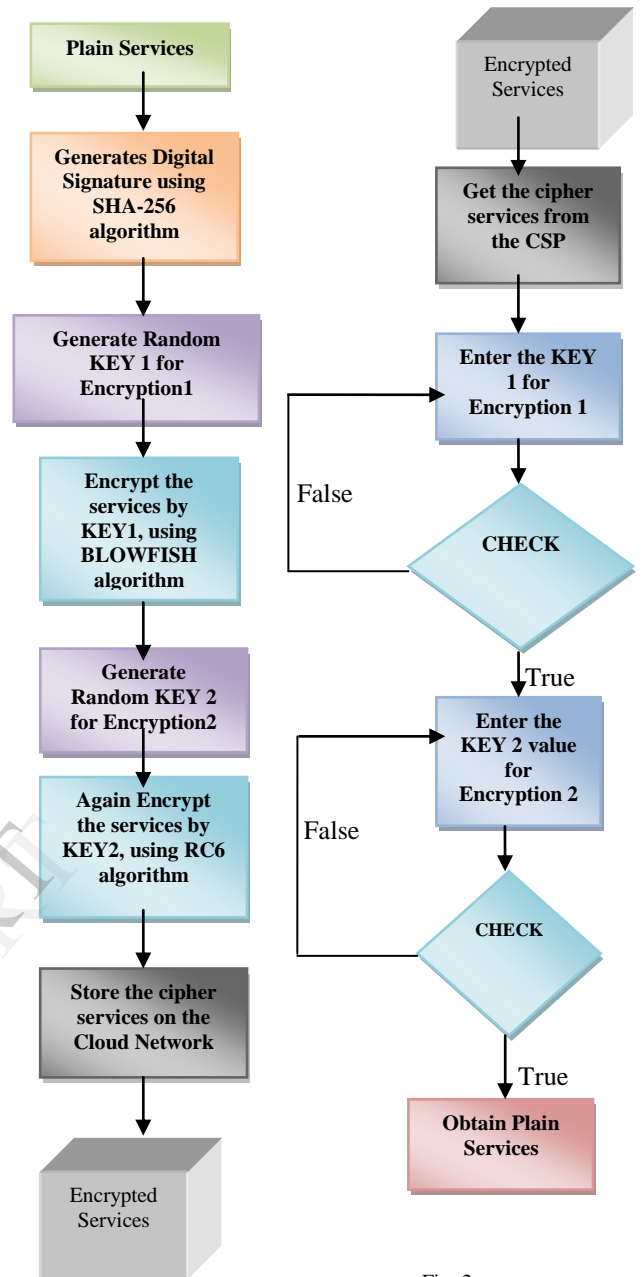 Plain Services
Generates Digital
Signature using
SHA-256
algorithm
Generate Random
KEY 1 for
Encryption1
Encrypt the
services by
KEY1, using
BLOWFISH
algorithm
Generate
Random KEY 2
for Encryption2
Again Encrypt
the services by
KEY2, using RC6
algorithm
Store the cipher
services on the
Cloud Network
Encrypted
Services
Encrypted
Services
Get the cipher
services from
the CSP
Enter the KEY
1 for
Encryption 1
False
CHECK
True
Enter the
KEY 2 value
for
Encryption 2
False
CHECK
True
Obtain Plain
Services